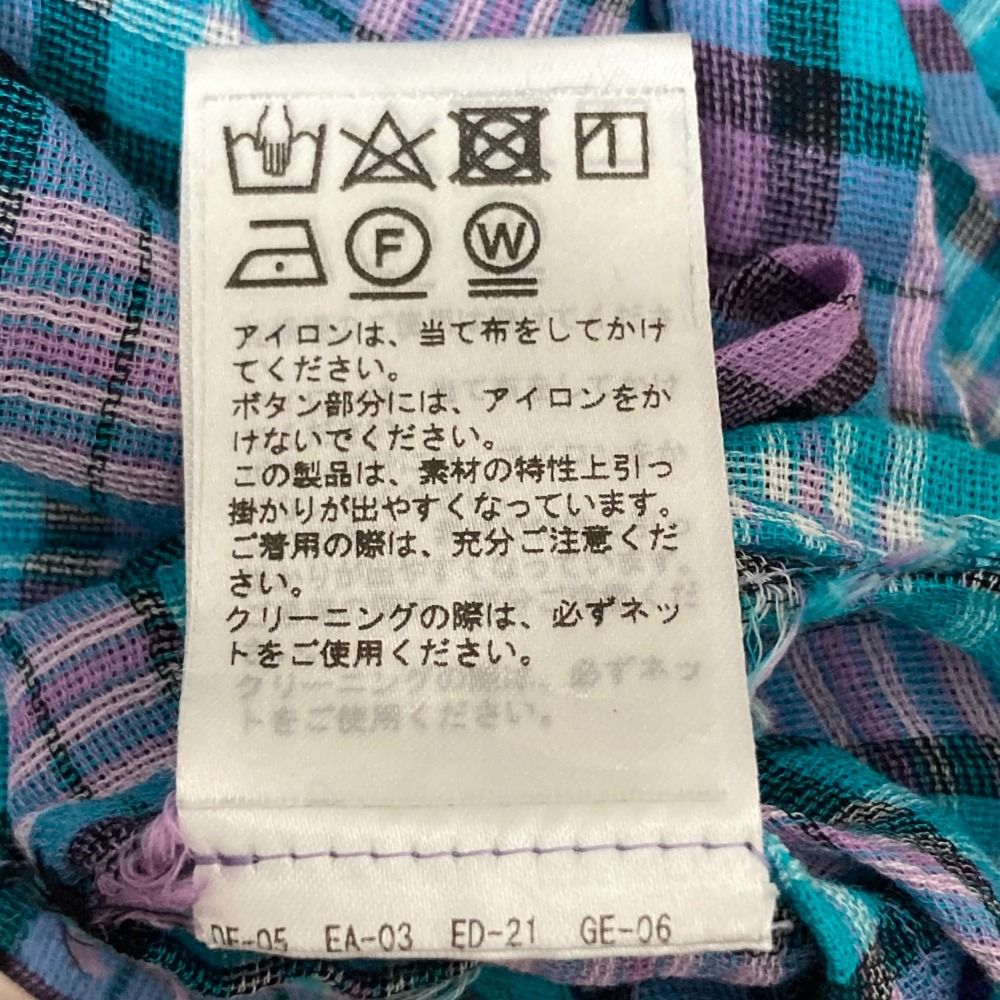 F W
アイロンは、当て布をしてかけ
てください。
ボタン部分には、アイロンをか
けないでください。
この製品は、素材の特性上引っ
掛かりが出やすくなっています。
ご着用の際は、充分ご注意くだ
さい。
クリーニングの際は、必ずネッ
トをご使用ください。
DE-05 EA-03 ED-21 GE-06